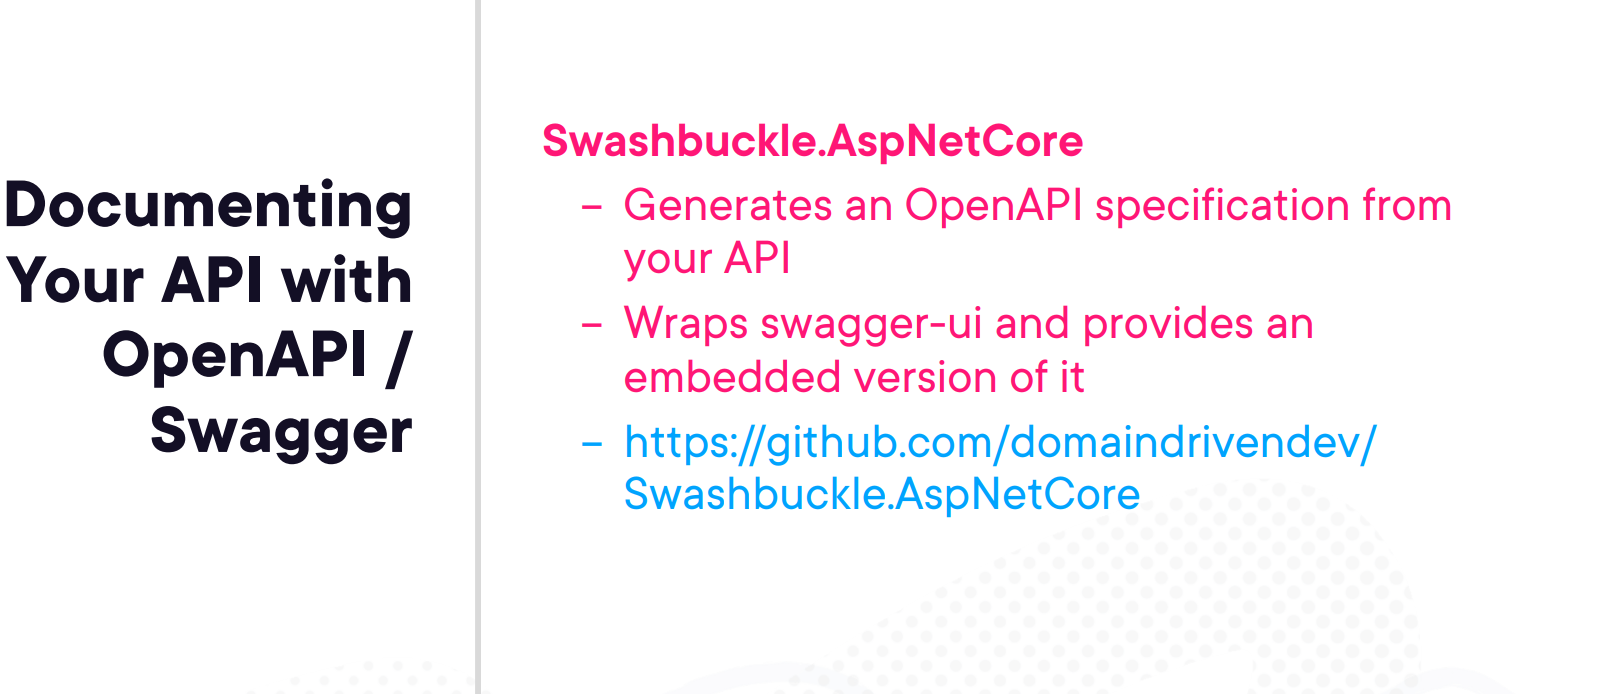 Documenting
Your API with
OpenAPI /
Swagger
Swashbuckle.AspNetCore
– Generates an OpenAPI specification from
your API
– Wraps swagger-ui and provides an
embedded version of it
– https://github.com/domaindrivendev/
Swashbuckle.AspNetCore